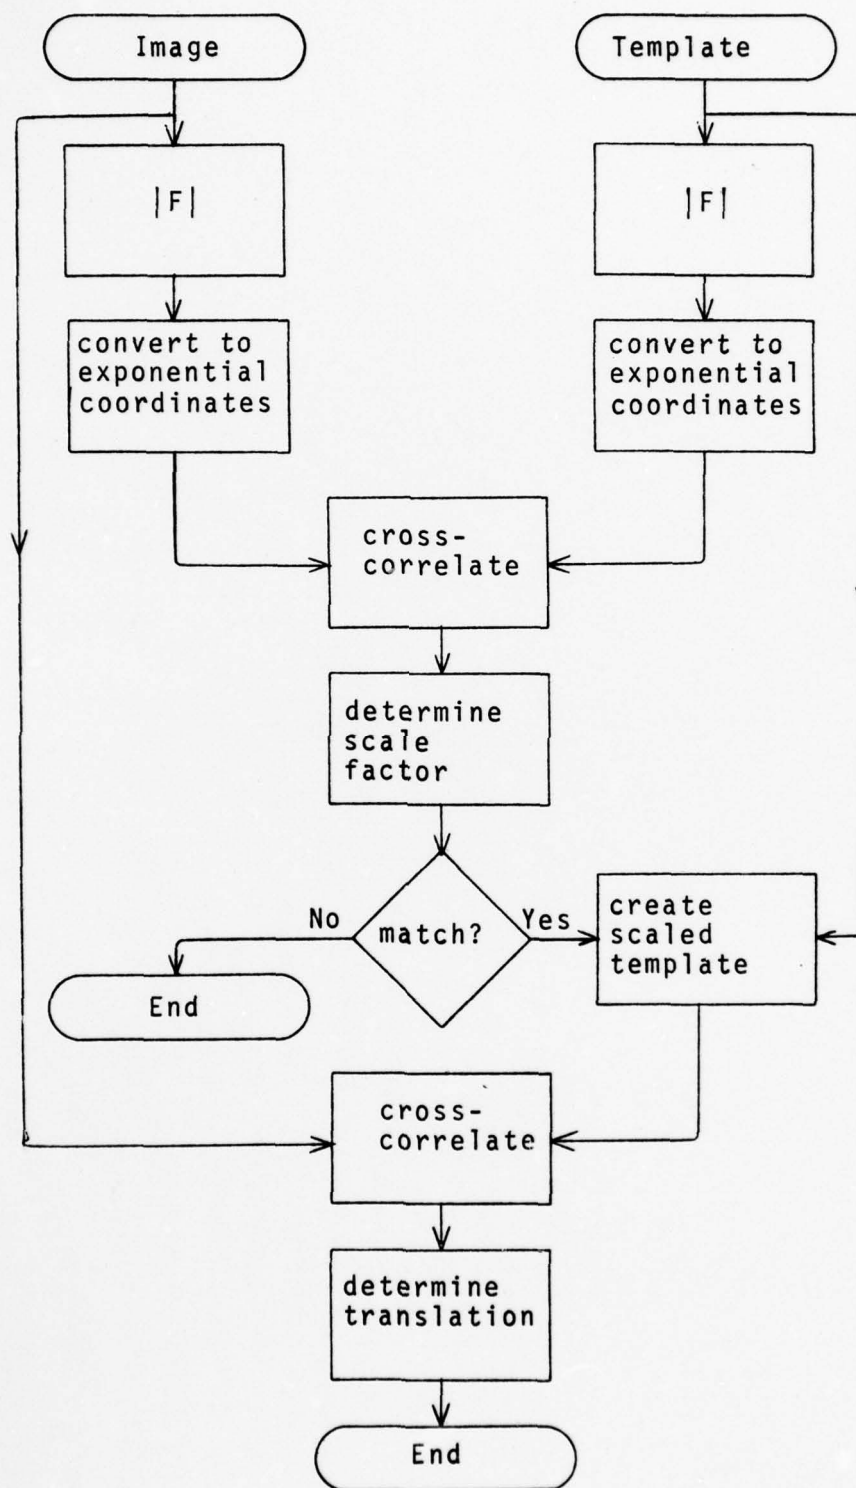 Image
Template
|F|
|F|
convert to
exponential
coordinates
convert to
exponential
coordinates
cross-
correlate
determine
scale
factor
match?
No
Yes
create
scaled
template
End
cross-
correlate
determine
translation
End